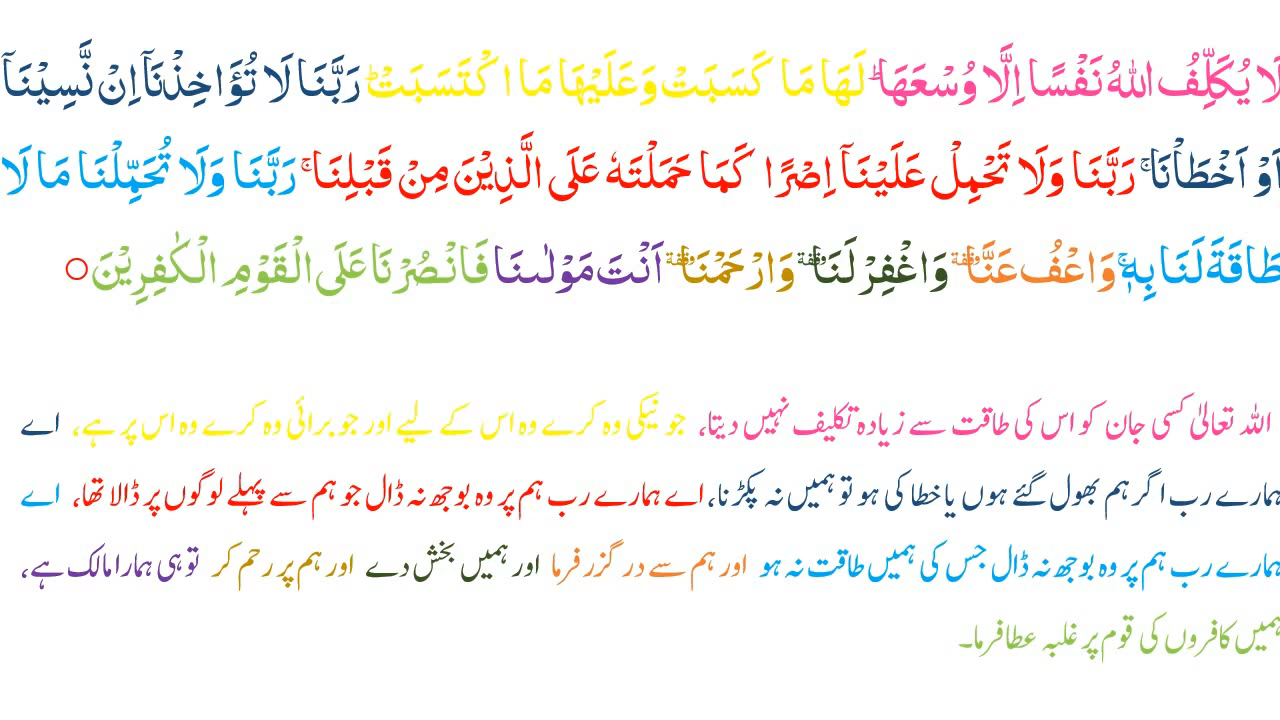 لَا يُكَلِّفُ اللّٰهُ نَفْسًا اِلَّا وُسْعَهَا ؕ لَهَا مَا كَسَبَتْ وَعَلَيْهَا مَا اكْتَسَبَتْ ؕ رَبَّنَا لَا تُؤَاخِذْنَاۤ اِنْ نَّسِيْنَاۤ
اَوْ اَخْطَاْنَا ۚ رَبَّنَا وَلَا تَحْمِلْ عَلَيْنَاۤ اِصْرًا كَمَا حَمَلْتَهٗ عَلَى الَّذِيْنَ مِنْ قَبْلِنَا ۚ رَبَّنَا وَلَا تُحَمِّلْنَا مَا لَا
طَاقَةَ لَنَا بِهٖ ۚ وَاعْفُ عَنَّا وقفة وَاغْفِرْ لَنَا وقفة وَارْحَمْنَا وقفة اَنْتَ مَوْلٰٮنَا فَانْصُرْنَا عَلَى الْقَوْمِ الْكٰفِرِيْنَ ○
اللہ تعالیٰ کسی جان کو اس کی طاقت سے زیادہ تکلیف نہیں دیتا، جو نیکی وہ کرے وہ اس کے لیے اور جو برائی وہ کرے وہ اس پر ہے، اے
ہمارے رب اگر ہم بھول گئے ہوں یا خطا کی ہو تو ہمیں نہ پکڑنا، اے ہمارے رب ہم پر وہ بوجھ نہ ڈال جو ہم سے پہلے لوگوں پر ڈالا تھا، اے
ہمارے رب ہم پر وہ بوجھ نہ ڈال جس کی ہمیں طاقت نہ ہو اور ہم سے در گزر فرما اور ہمیں بخش دے اور ہم پر رحم کر تو ہی ہمارا مالک ہے،
ہمیں کافروں کی قوم پر غلبہ عطا فرما۔